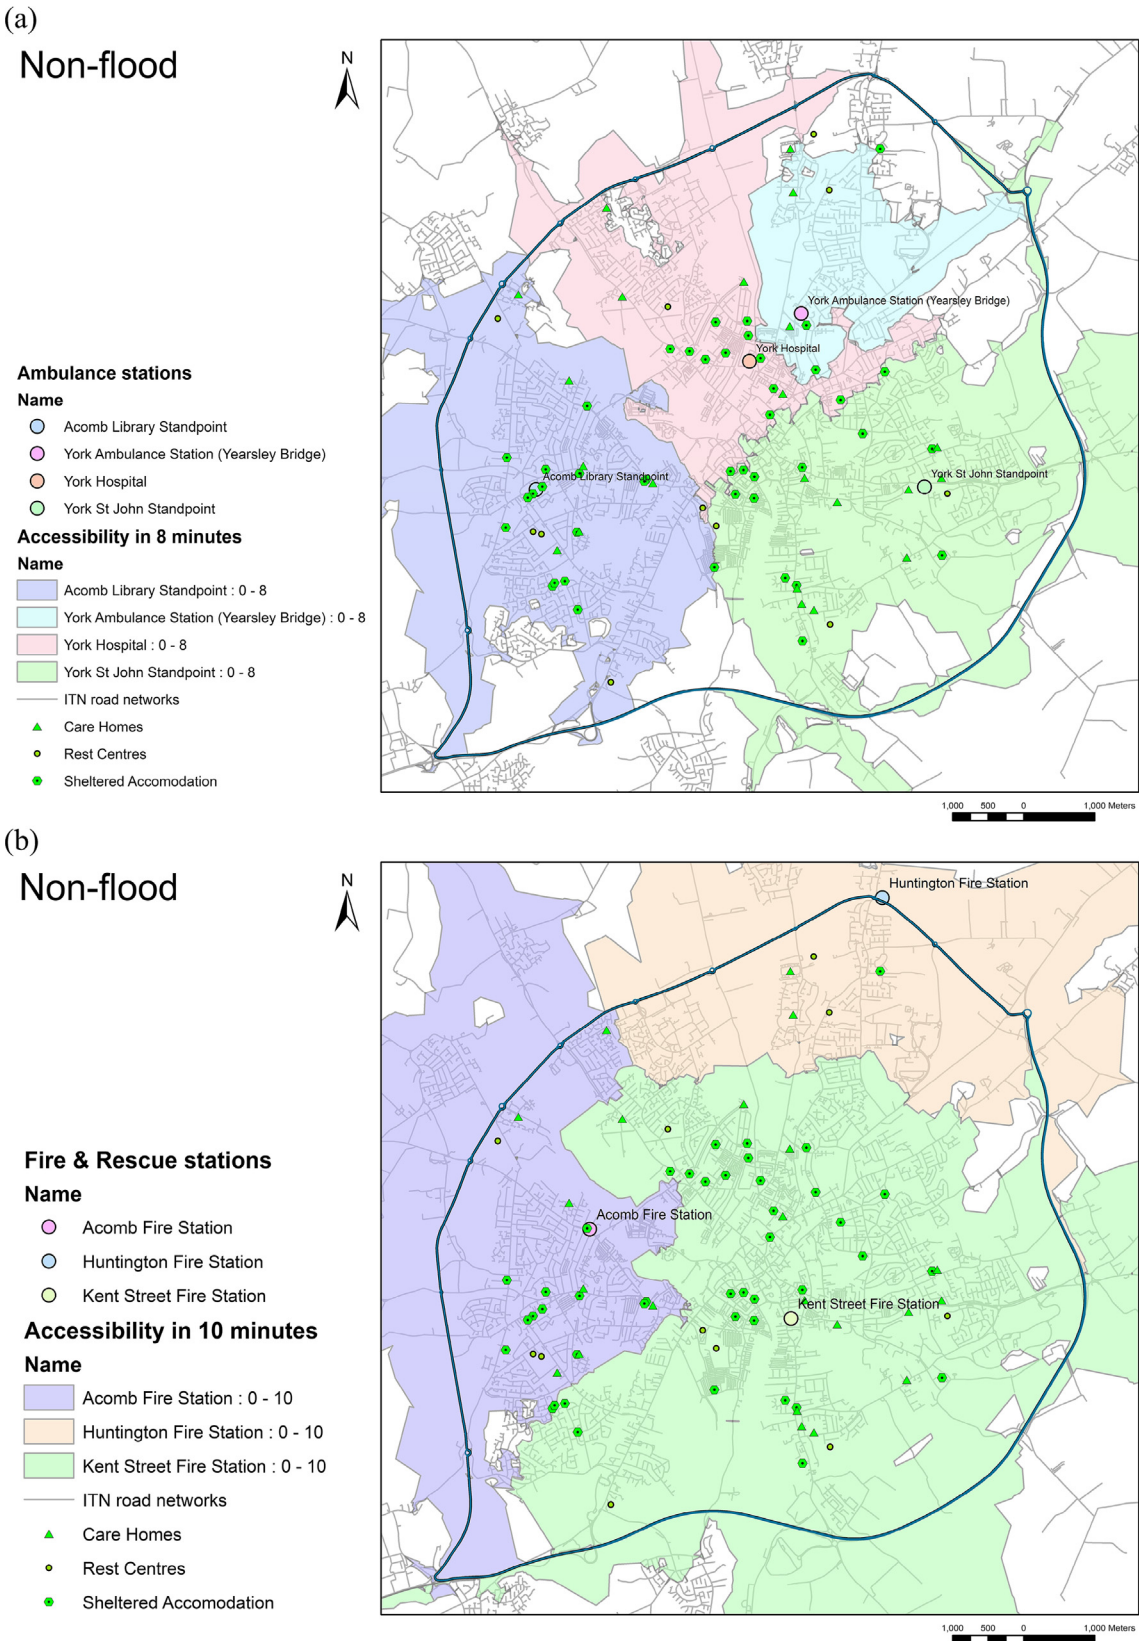 (a)
Non-flood
N
York Ambulance Station (Yearsley Bridge)
York Hospital
Acomb Library Standpoint
York St John Standpoint
Ambulance stations
Name
Acomb Library Standpoint
York Ambulance Station (Yearsley Bridge)
York Hospital
York St John Standpoint
Accessibility in 8 minutes
Name
Acomb Library Standpoint : 0 - 8
York Ambulance Station (Yearsley Bridge) : 0 - 8
York Hospital : 0 - 8
York St John Standpoint : 0 - 8
ITN road networks
Care Homes
Rest Centres
Sheltered Accomodation
1,000 500 0 1,000 Meters
(b)
Non-flood
N
Huntington Fire Station
Acomb Fire Station
Kent Street Fire Station
Fire & Rescue stations
Name
Acomb Fire Station
Huntington Fire Station
Kent Street Fire Station
Accessibility in 10 minutes
Name
Acomb Fire Station : 0 - 10
Huntington Fire Station : 0 - 10
Kent Street Fire Station : 0 - 10
ITN road networks
Care Homes
Rest Centres
Sheltered Accomodation
1,000 500 0 1,000 Meters